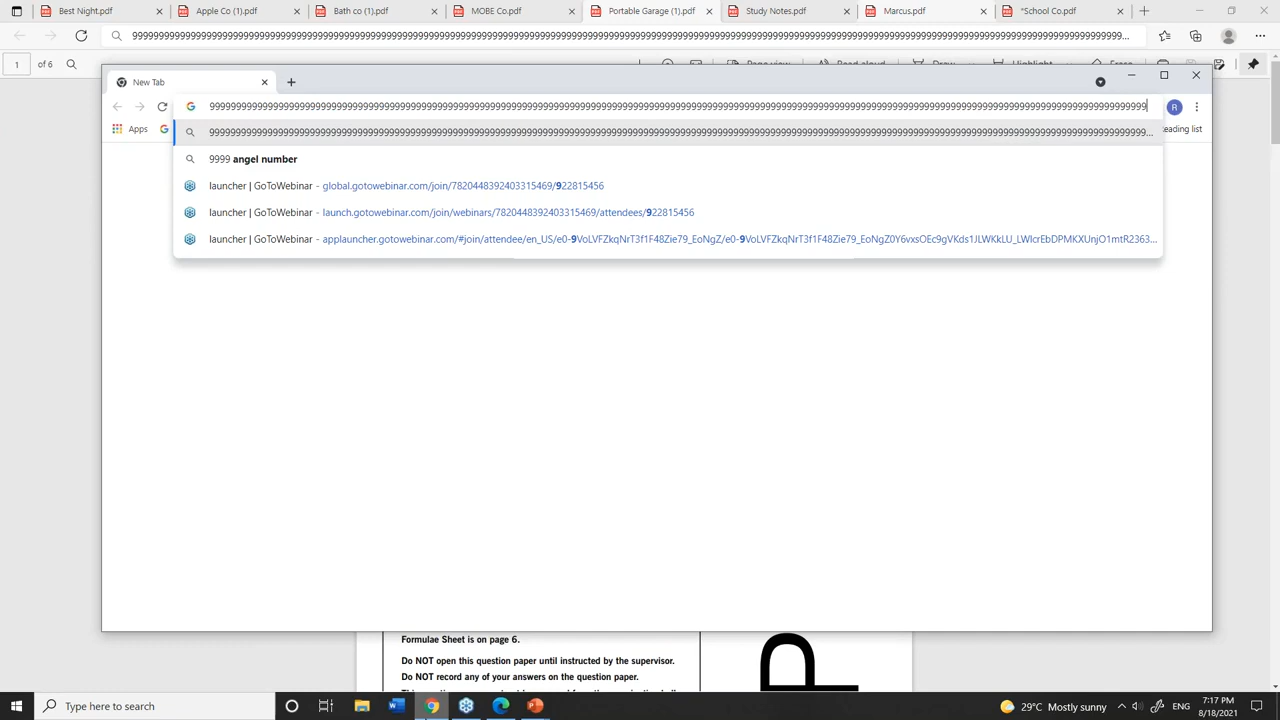 Best Night.pdf
Apple Co (1).pdf
Bath co (1).pdf
MOBE Co.pdf
Portable Garage (1).pdf
Study Notes.pdf
Marcus.pdf
*School Co.pdf
1 of 6
New Tab
9999 angel number
launcher | GoToWebinar - global.gotowebinar.com/join/7820448392403315469/922815456
launcher | GoToWebinar - launch.gotowebinar.com/join/webinars/7820448392403315469/attendees/922815456
launcher | GoToWebinar
Apps
eading list
R
Formulae Sheet is on page 6.
Do NOT open this question paper until instructed by the supervisor.
Do NOT record any of your answers on the question paper.
P
Type here to search
29°C Mostly sunny
ENG
7:17 PM
8/18/2021